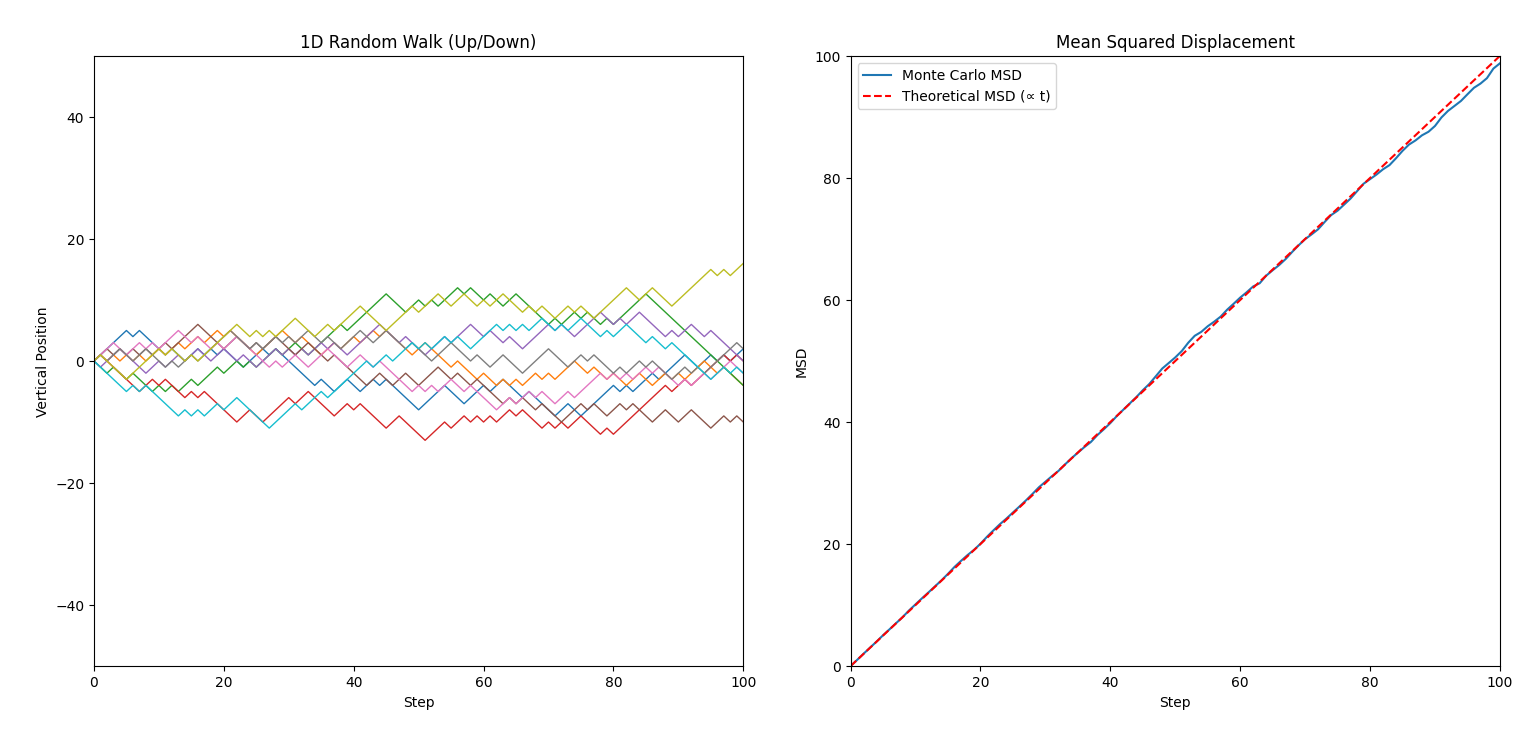 1D Random Walk (Up/Down)
40
20
0
−20
−40
Vertical Position
0 20 40 60 80 100
Step
Mean Squared Displacement
Monte Carlo MSD
Theoretical MSD (∝ t)
100
80
60
40
20
0
MSD
0 20 40 60 80 100
Step